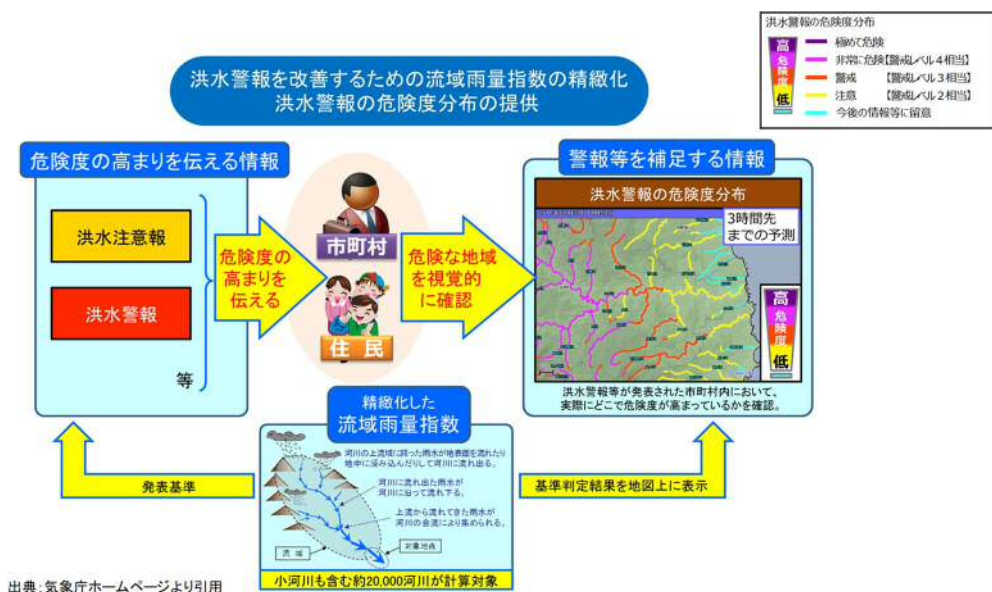 洪水警報の危険度分布
高
危険度
低
極めて危険
非常に危険【警戒レベル4相当】
警戒 【警戒レベル3相当】
注意 【警戒レベル2相当】
今後の情報等に留意
洪水警報を改善するための流域雨量指数の精緻化
洪水警報の危険度分布の提供
危険度の高まりを伝える情報
洪水注意報
洪水警報
等
危険度の
高まりを
伝える
市町村
住民
危険な地域
を視覚的
に確認
警報等を補足する情報
洪水警報の危険度分布
3時間先
までの予測
高
危険度
低
洪水警報等が発表された市町村内において、
実際にどこで危険度が高まっているかを確認。
精緻化した
流域雨量指数
河川の上流域に降った雨水が地表面を流れたり
地中に浸み込んだりして河川に流れ出る。
河川に流れ出た雨水が
河川に沿って流れ下る。
上流から流れてきた雨水が
河川の合流により集められる。
流域
対象地点
小河川も含む約20,000河川が計算対象
発表基準
基準判定結果を地図上に表示
出典:気象庁ホームページより引用